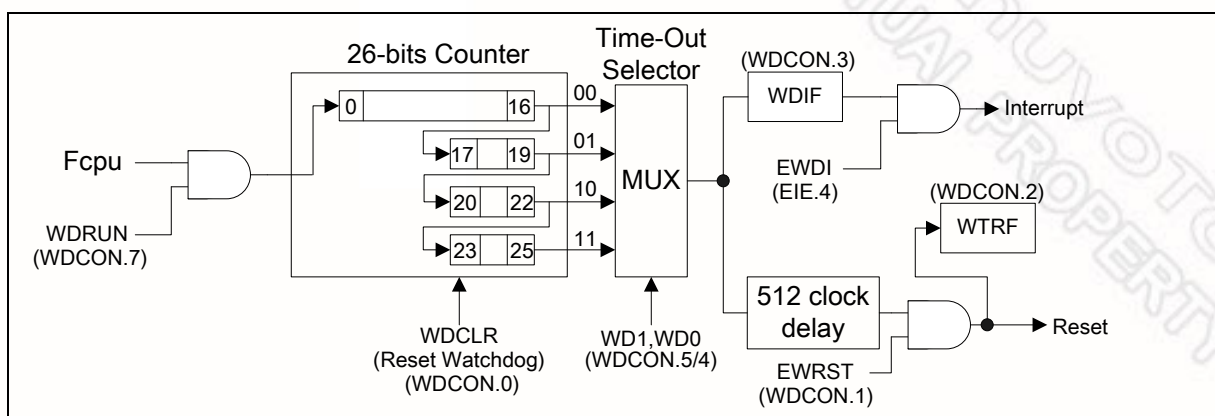 26-bits Counter
Time-Out
Selector
(WDCON.3)
WDIF
Interrupt
0
16
00
17
19
01
20
22
10
23
25
11
MUX
Fcpu
WDRUN
(WDCON.7)
EWDI
(EIE.4)
(WDCON.2)
WTRF
512 clock
delay
Reset
WDCLR
(Reset Watchdog)
(WDCON.0)
WD1,WD0
(WDCON.5/4)
EWRST
(WDCON.1)